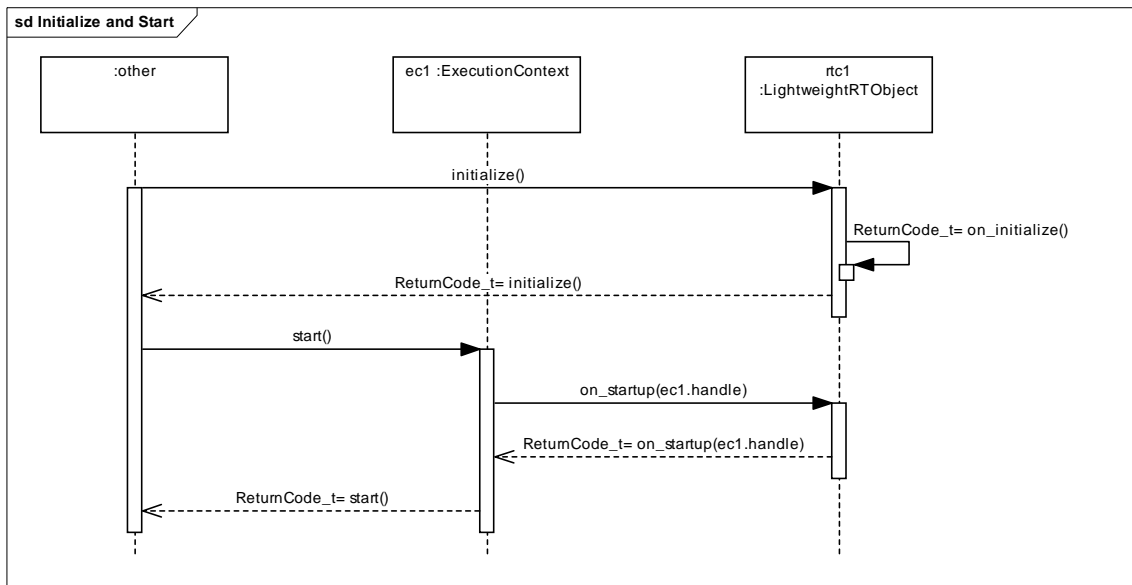 sd Initialize and Start
:other
ec1 :ExecutionContext
rtc1
:LightweightRTObject
initialize()
ReturnCode_t= on_initialize()
ReturnCode_t= initialize()
start()
on_startup(ec1.handle)
ReturnCode_t= on_startup(ec1.handle)
ReturnCode_t= start()